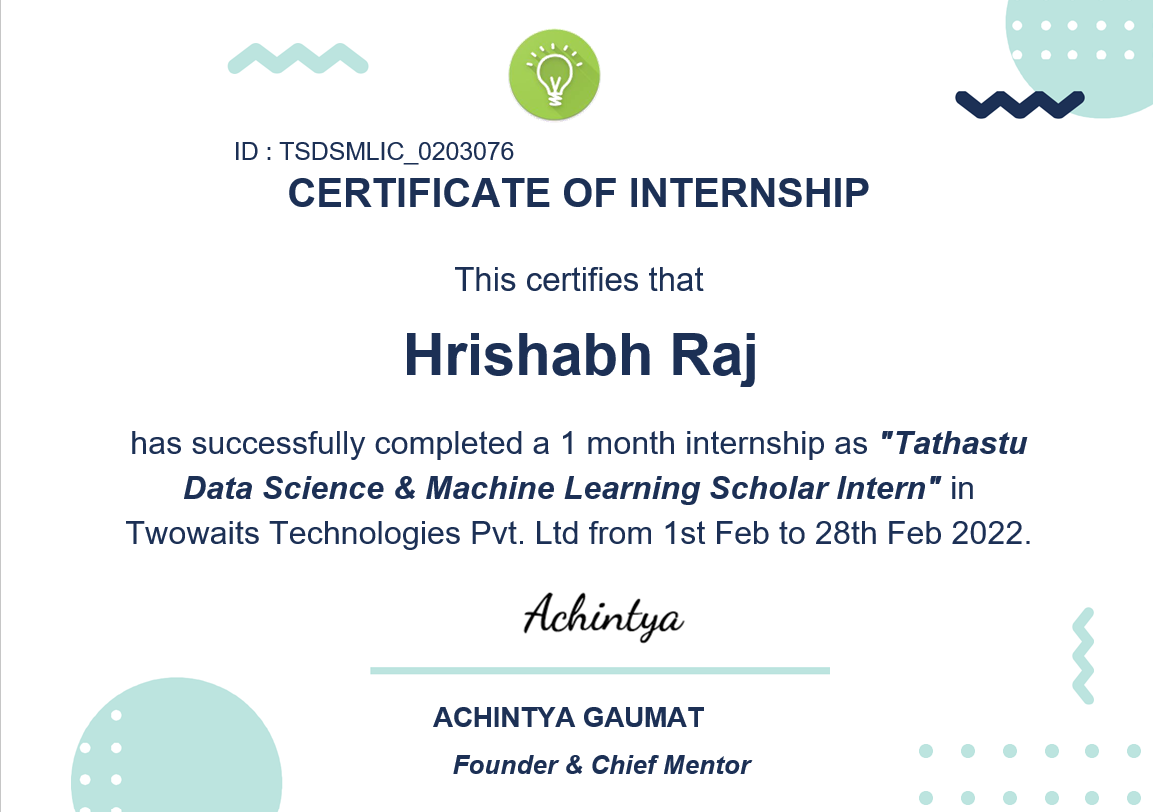 ID : TSDSMLIC_0203076
CERTIFICATE OF INTERNSHIP
This certifies that
Hrishabh Raj
has successfully completed a 1 month internship as "Tathastu
Data Science & Machine Learning Scholar Intern" in
Twowaits Technologies Pvt. Ltd from 1st Feb to 28th Feb 2022.
Achintya
ACHINTYA GAUMAT
Founder & Chief Mentor